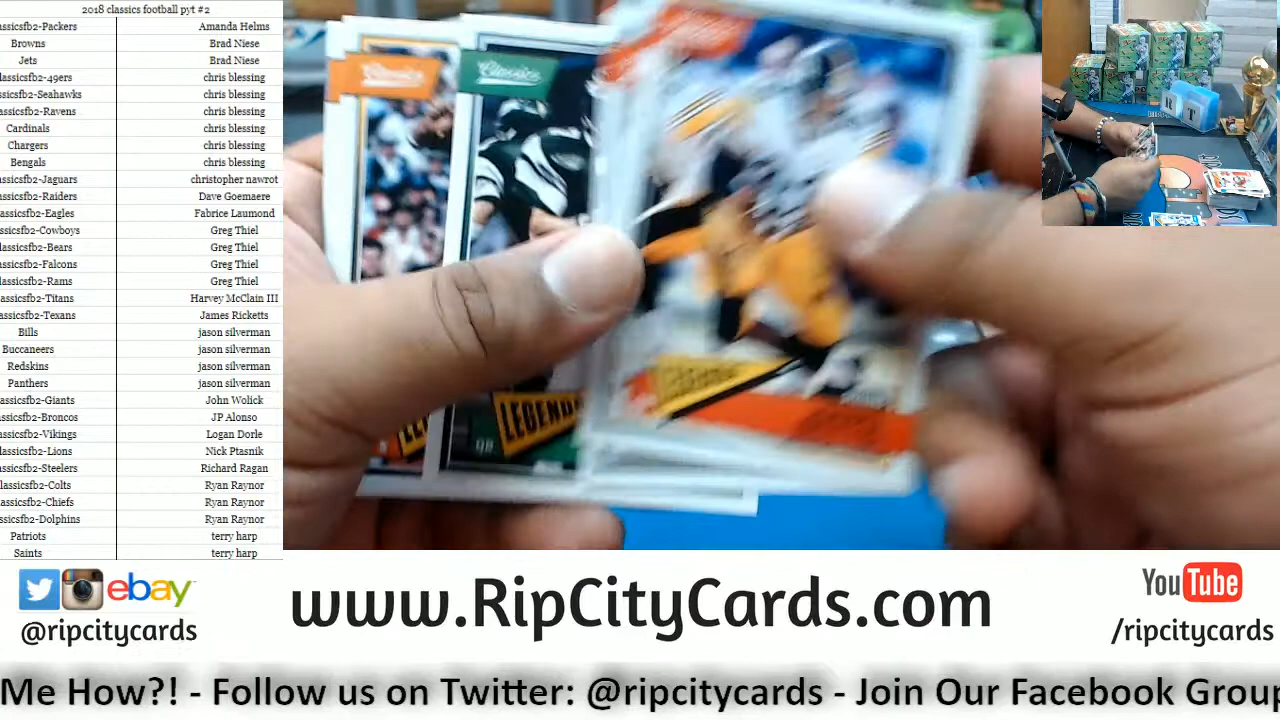 2018 classics football pyt #2
assicsfb2-Packers Amanda Helms
Browns Brad Niese
Jets Brad Niese
lassicsfb2-49ers chris blessing
assicsfb2-Seahawks chris blessing
lassicsfb2-Ravens chris blessing
Cardinals chris blessing
Chargers chris blessing
Bengals chris blessing
assicsfb2-Jaguars christopher nawrot
assicsfb2-Raiders Dave Goemaere
lassicsfb2-Eagles Fabrice Laumond
assicsfb2-Cowboys Greg Thiel
lassicsfb2-Bears Greg Thiel
assicsfb2-Falcons Greg Thiel
lassicsfb2-Rams Greg Thiel
assicsfb2-Titans Harvey McClain III
assicsfb2-Texans James Ricketts
Bills jason silverman
Buccaneers jason silverman
Redskins jason silverman
Panthers jason silverman
lassicsfb2-Giants John Wolick
assicsfb2-Broncos JP Alonso
assicsfb2-Vikings Logan Dorle
lassicsfb2-Lions Nick Ptasnik
assicsfb2-Steelers Richard Ragan
lassicsfb2-Colts Ryan Raynor
assicsfb2-Chiefs Ryan Raynor
assicsfb2-Dolphins Ryan Raynor
Patriots terry harp
Saints terry harp
Classics
Classics
LEGENDS
QB
ebay
@ripcitycards
www.RipCityCards.com
YouTube
/ripcitycards
Me How?! - Follow us on Twitter: @ripcitycards - Join Our Facebook Group